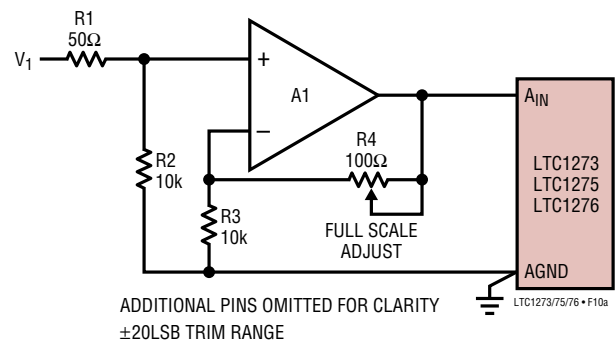 R1
50Ω
V1
+
A1
−
R2
10k
R3
10k
R4
100Ω
FULL SCALE
ADJUST
AIN
LTC1273
LTC1275
LTC1276
AGND
LTC1273/75/76 • F10a
ADDITIONAL PINS OMITTED FOR CLARITY
±20LSB TRIM RANGE